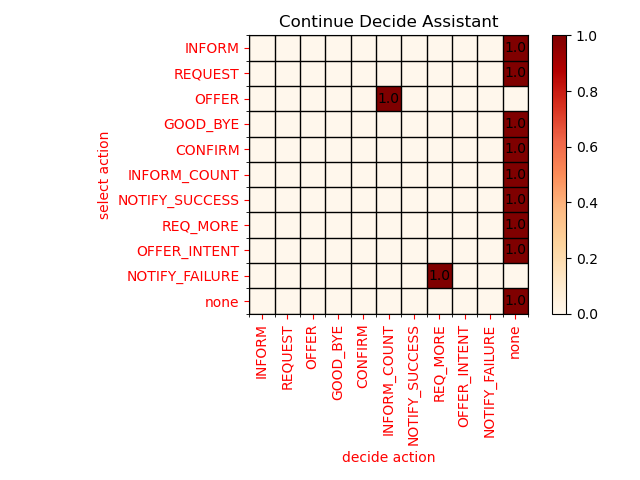 Continue Decide Assistant
select action
INFORM 1.0
REQUEST 1.0
OFFER 1.0
GOOD_BYE 1.0
CONFIRM 1.0
INFORM_COUNT 1.0
NOTIFY_SUCCESS 1.0
REQ_MORE 1.0
OFFER_INTENT 1.0
NOTIFY_FAILURE 1.0
none 1.0
INFORM
REQUEST
OFFER
GOOD_BYE
CONFIRM
INFORM_COUNT
NOTIFY_SUCCESS
REQ_MORE
OFFER_INTENT
NOTIFY_FAILURE
none
decide action
1.0
0.8
0.6
0.4
0.2
0.0